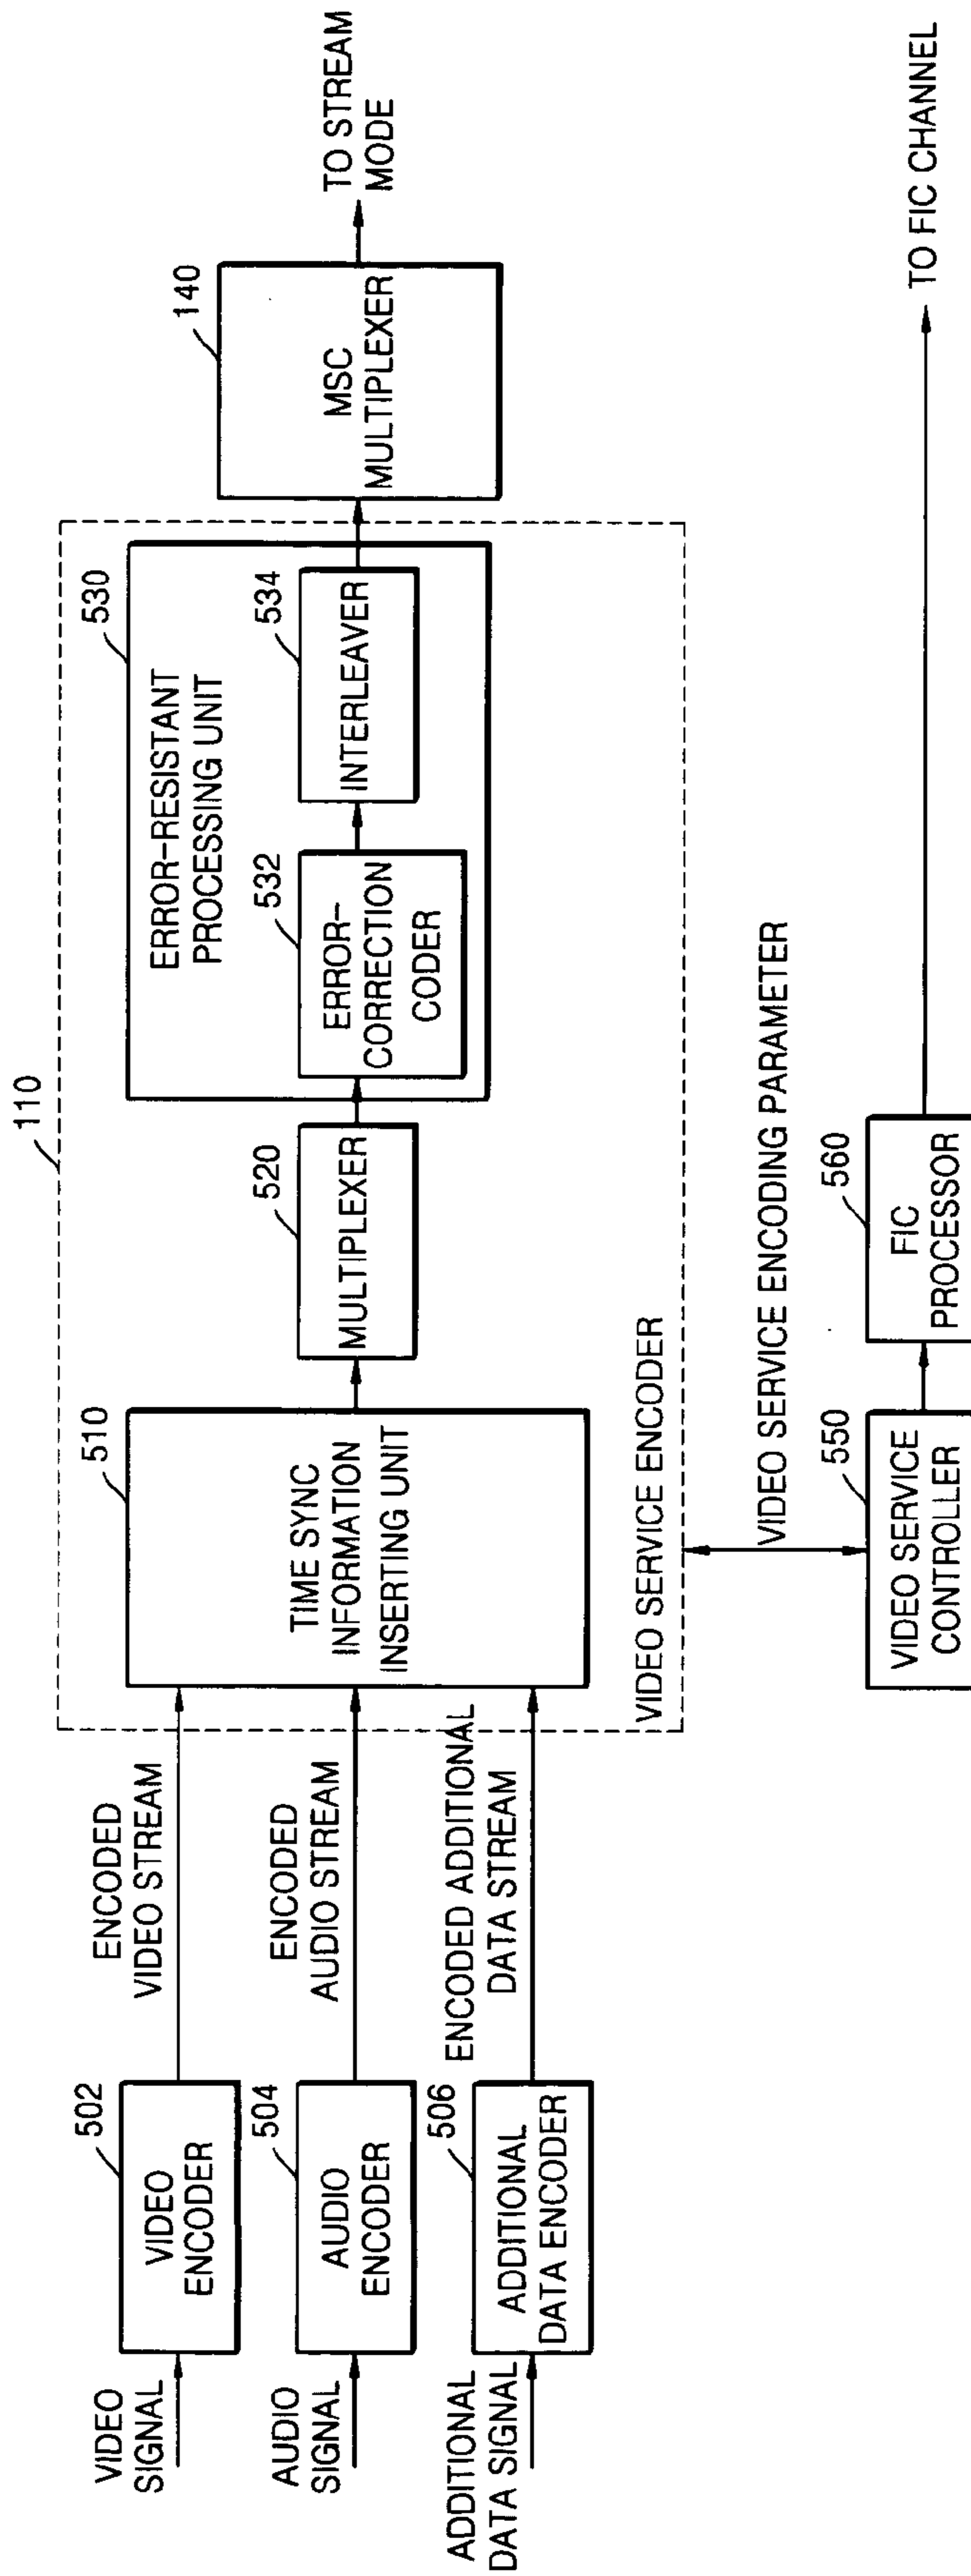 VIDEO
SIGNAL
502
VIDEO
ENCODER
ENCODED
VIDEO STREAM
AUDIO
SIGNAL
504
AUDIO
ENCODER
ENCODED
AUDIO STREAM
ADDITIONAL
DATA SIGNAL
506
ADDITIONAL
DATA ENCODER
ENCODED ADDITIONAL
DATA STREAM
110
510
TIME SYNC
INFORMATION
INSERTING UNIT
520
MULTIPLEXER
530
ERROR-RESISTANT
PROCESSING UNIT
532
ERROR-
CORRECTION
CODER
534
INTERLEAVER
VIDEO SERVICE ENCODER
140
MSC
MULTIPLEXER
TO STREAM
MODE
VIDEO SERVICE ENCODING PARAMETER
550
VIDEO SERVICE
CONTROLLER
560
FIC
PROCESSOR
TO FIC CHANNEL